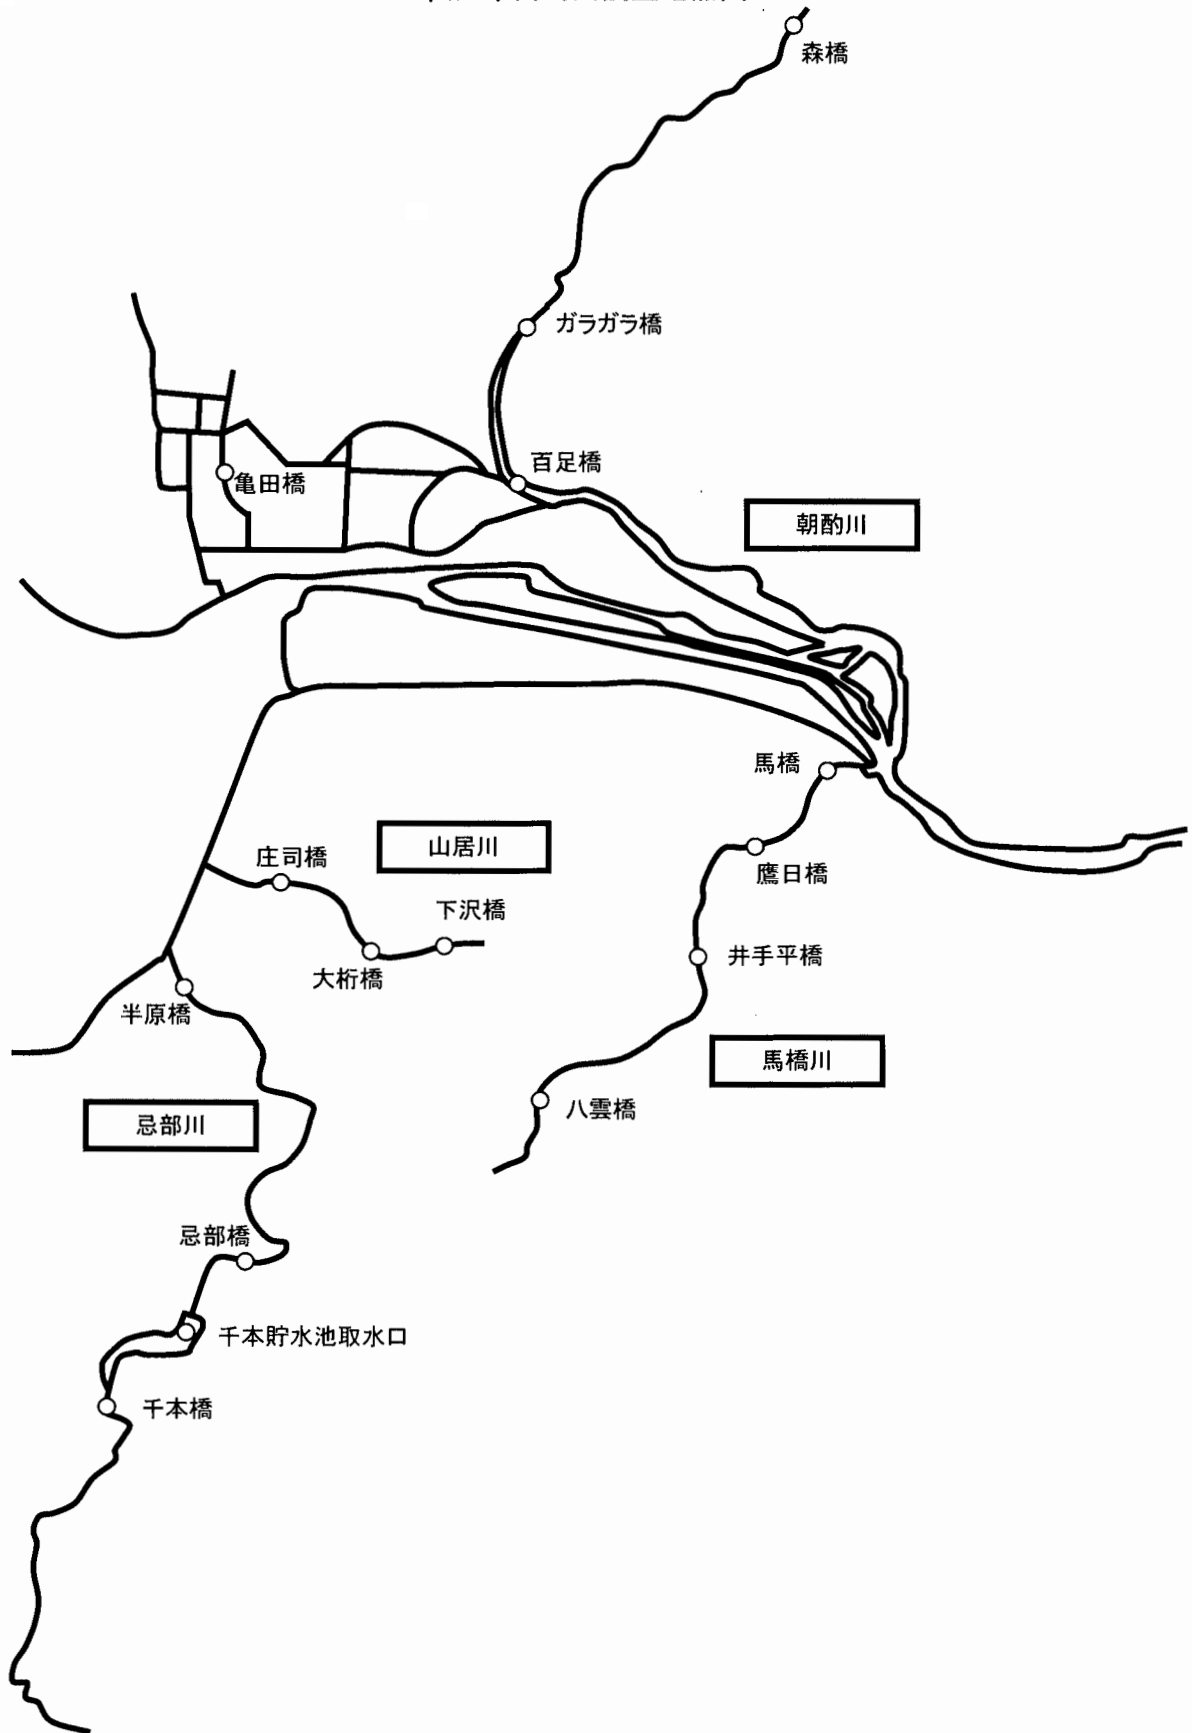 森橋
ガラガラ橋
百足橋
亀田橋
朝酌川
馬橋
山居川
庄司橋
鷹日橋
下沢橋
井手平橋
大桁橋
半原橋
馬橋川
八雲橋
忌部川
忌部橋
千本貯水池取水口
千本橋